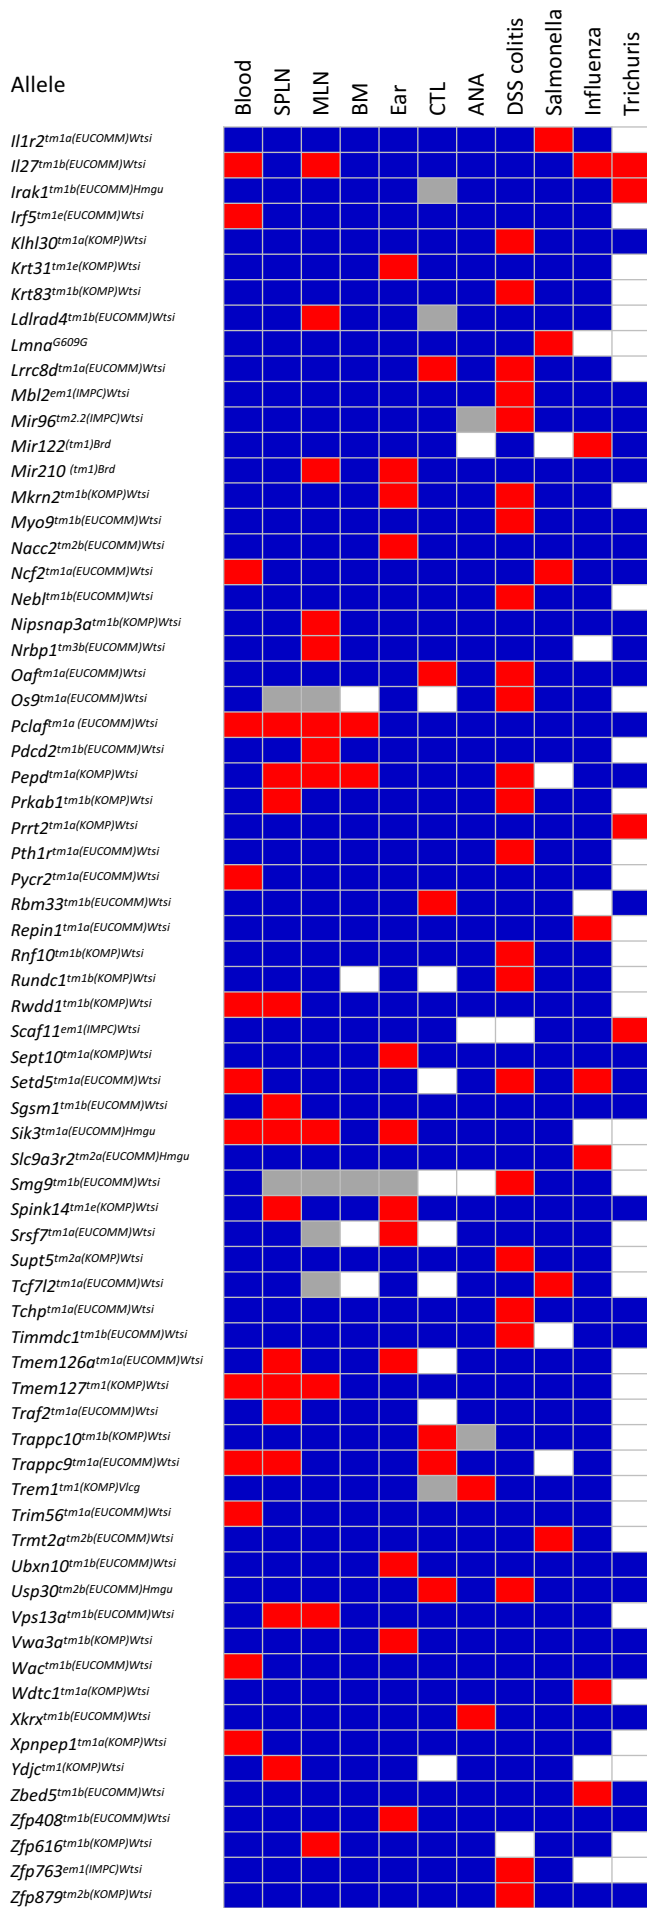 Allele Blood SPLN MLN BM Ear CTL ANA DSS colitis Salmonella Influenza Trichuris
Il1r2tm1a(EUCOMM)Wtsi
Il27tm1b(EUCOMM)Wtsi
Irak1tm1b(EUCOMM)Hmgu
Irf5tm1e(EUCOMM)Wtsi
Klhl30tm1a(KOMP)Wtsi
Krt31tm1e(KOMP)Wtsi
Krt83tm1b(KOMP)Wtsi
Ldlrad4tm1b(EUCOMM)Wtsi
LmnaG609G
Lrrc8dtm1a(EUCOMM)Wtsi
Mbl2em1(IMPC)Wtsi
Mir96tm2.2(IMPC)Wtsi
Mir122(tm1)Brd
Mir210 (tm1)Brd
Mkrn2tm1b(KOMP)Wtsi
Myo9tm1b(EUCOMM)Wtsi
Nacc2tm2b(EUCOMM)Wtsi
Ncf2tm1a(EUCOMM)Wtsi
Nebltm1b(EUCOMM)Wtsi
Nipsnap3atm1b(KOMP)Wtsi
Nrbp1tm3b(EUCOMM)Wtsi
Oaftm1a(EUCOMM)Wtsi
Os9tm1a(EUCOMM)Wtsi
Pclaftm1a (EUCOMM)Wtsi
Pdcd2tm1b(EUCOMM)Wtsi
Pepdtm1a(KOMP)Wtsi
Prkab1tm1b(KOMP)Wtsi
Prrt2tm1a(KOMP)Wtsi
Pth1rtm1a(EUCOMM)Wtsi
Pycr2tm1a(EUCOMM)Wtsi
Rbm33tm1b(EUCOMM)Wtsi
Repin1tm1a(EUCOMM)Wtsi
Rnf10tm1b(KOMP)Wtsi
Rundc1tm1b(KOMP)Wtsi
Rwdd1tm1b(KOMP)Wtsi
Scaf11em1(IMPC)Wtsi
Sept10tm1a(KOMP)Wtsi
Setd5tm1a(EUCOMM)Wtsi
Sgsm1tm1b(EUCOMM)Wtsi
Sik3tm1a(EUCOMM)Hmgu
Slc9a3r2tm2a(EUCOMM)Hmgu
Smg9tm1b(EUCOMM)Wtsi
Spink14tm1e(KOMP)Wtsi
Srsf7tm1a(EUCOMM)Wtsi
Supt5tm2a(KOMP)Wtsi
Tcf7l2tm1a(EUCOMM)Wtsi
Tchptm1a(EUCOMM)Wtsi
Timmdc1tm1b(EUCOMM)Wtsi
Tmem126atm1a(EUCOMM)Wtsi
Tmem127tm1(KOMP)Wtsi
Traf2tm1a(EUCOMM)Wtsi
Trappc10tm1b(KOMP)Wtsi
Trappc9tm1a(EUCOMM)Wtsi
Trem1tm1(KOMP)Vlcg
Trim56tm1a(EUCOMM)Wtsi
Trmt2atm2b(EUCOMM)Wtsi
Ubxn10tm1b(EUCOMM)Wtsi
Usp30tm2b(EUCOMM)Hmgu
Vps13atm1b(EUCOMM)Wtsi
Vwa3atm1b(KOMP)Wtsi
Wactm1b(EUCOMM)Wtsi
Wdtc1tm1a(KOMP)Wtsi
Xkrxtm1b(EUCOMM)Wtsi
Xpnpep1tm1a(KOMP)Wtsi
Ydjctm1(KOMP)Wtsi
Zbed5tm1b(EUCOMM)Wtsi
Zfp408tm1b(EUCOMM)Wtsi
Zfp616tm1b(KOMP)Wtsi
Zfp763em1(IMPC)Wtsi
Zfp879tm2b(KOMP)Wtsi